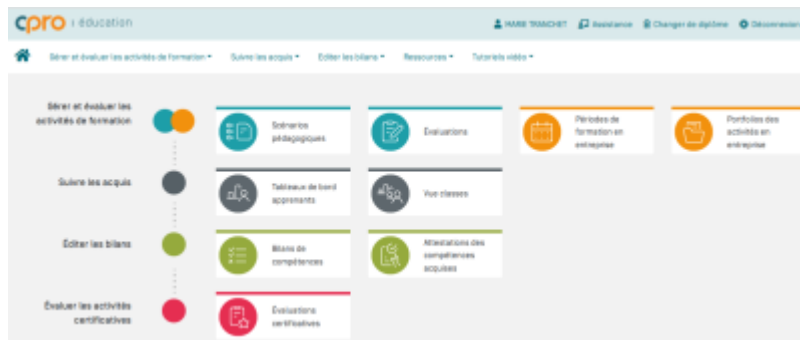 cpro | éducation
MARIE TRANCHET Assistance Changer de diplôme Déconnexion
Gérer et évaluer les activités de formation Suivre les acquis Editer les bilans Ressources Tutoriels vidéo
Gérer et évaluer les
activités de formation
Scénarios
pédagogiques
Évaluations
Périodes de
formation en
entreprise
Portfolios des
activités en
entreprise
Suivre les acquis
Tableaux de bord
apprenants
Vue classes
Éditer les bilans
Bilans de
compétences
Attestations des
compétences
acquises
Évaluer les activités
certificatives
Évaluations
certificatives